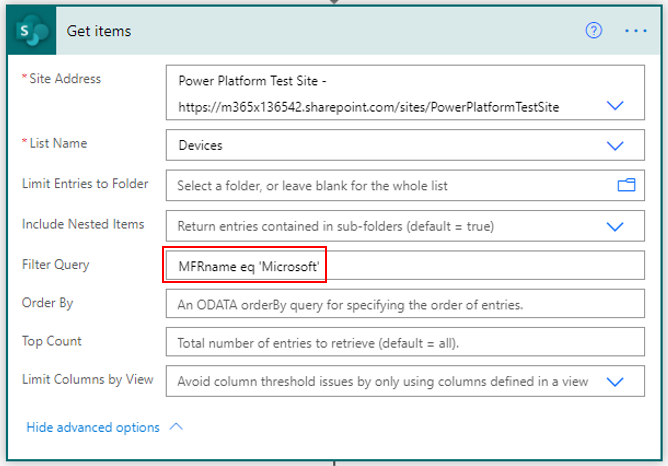 Get items
* Site Address
Power Platform Test Site -
https://m365x136542.sharepoint.com/sites/PowerPlatformTestSite
* List Name
Devices
Limit Entries to Folder
Select a folder, or leave blank for the whole list
Include Nested Items
Return entries contained in sub-folders (default = true)
Filter Query
MFRname eq 'Microsoft'
Order By
An ODATA orderBy query for specifying the order of entries.
Top Count
Total number of entries to retrieve (default = all).
Limit Columns by View
Avoid column threshold issues by only using columns defined in a view
Hide advanced options